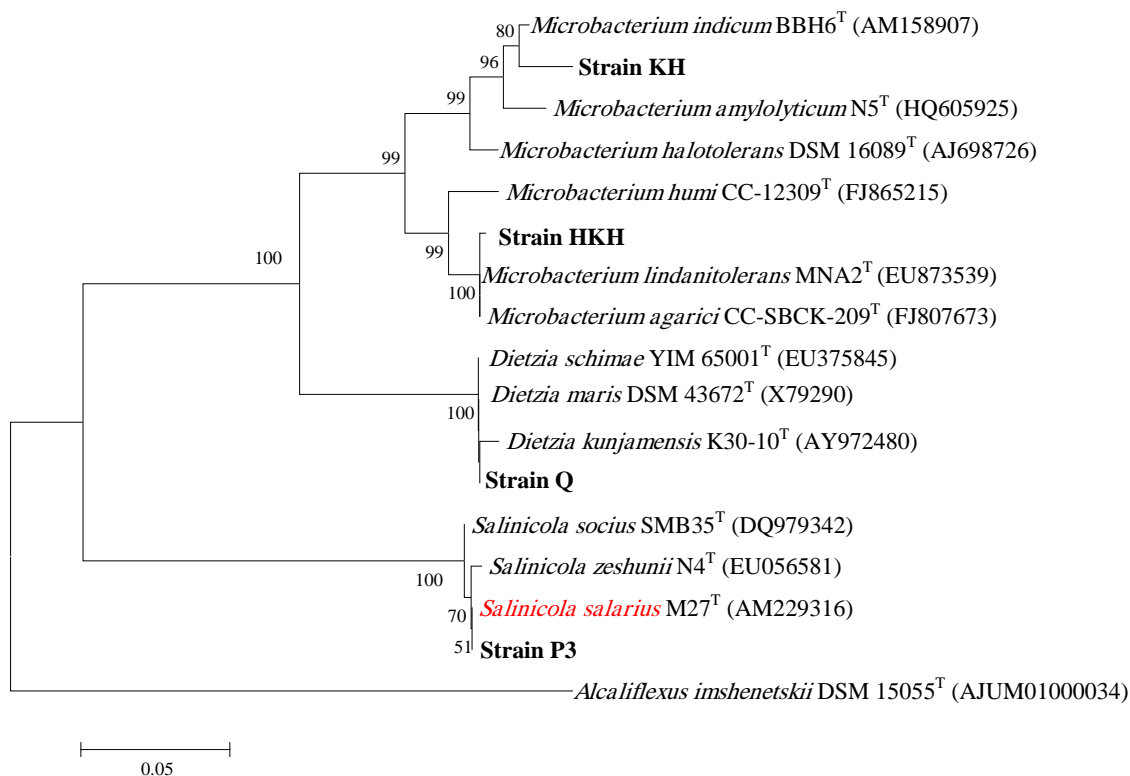 80
Microbacterium indicum BBH6T (AM158907)
Strain KH
96
Microbacterium amylolyticum N5T (HQ605925)
99
Microbacterium halotolerans DSM 16089T (AJ698726)
99
Microbacterium humi CC-12309T (FJ865215)
Strain HKH
99
100
Microbacterium lindanitolerans MNA2T (EU873539)
100
Microbacterium agarici CC-SBCK-209T (FJ807673)
Dietzia schimae YIM 65001T (EU375845)
Dietzia maris DSM 43672T (X79290)
100
Dietzia kunjamensis K30-10T (AY972480)
Strain Q
Salinicola socius SMB35T (DQ979342)
Salinicola zeshunii N4T (EU056581)
100
Salinicola salarius M27T (AM229316)
70
51
Strain P3
Alcaliflexus imshenetskii DSM 15055T (AJUM01000034)
0.05